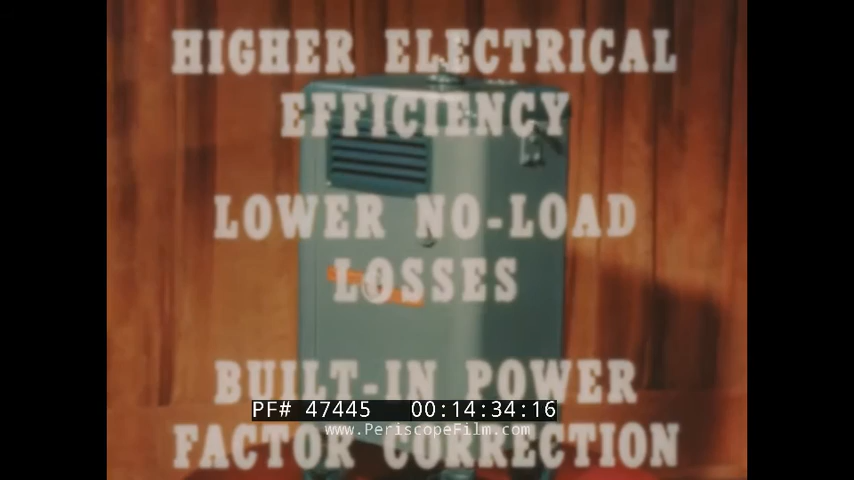 HIGHER ELECTRICAL
EFFICIENCY
LOWER NO-LOAD
LOSSES
BUILT-IN POWER
PF# 47445 00:14:34:16
www.PeriscopeFilm.com
FACTOR CORRECTION